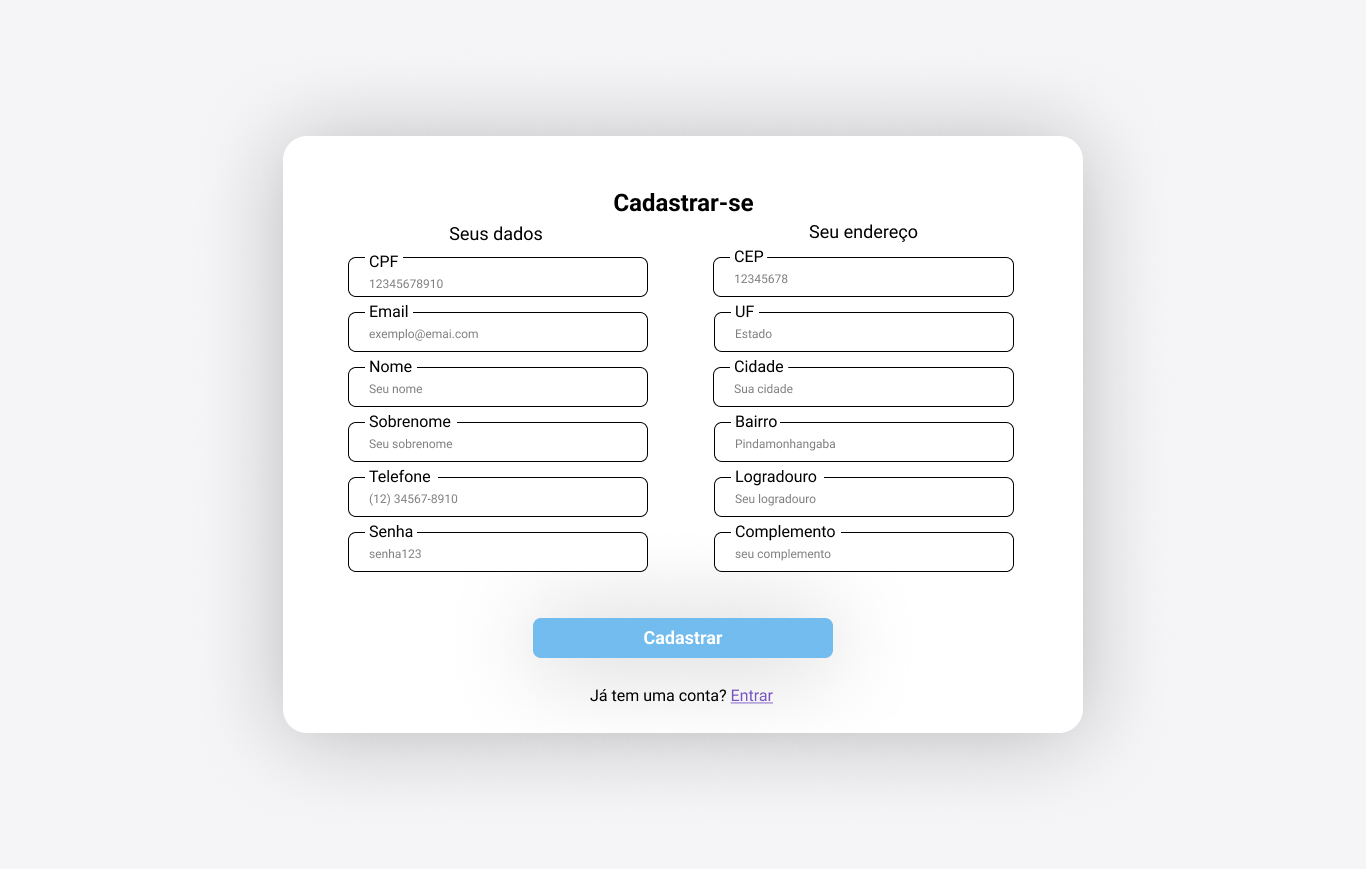 Cadastrar-se
Seus dados
CPF
12345678910
Email
exemplo@emai.com
Nome
Seu nome
Sobrenome
Seu sobrenome
Telefone
(12) 34567-8910
Senha
senha123
Seu endereço
CEP
12345678
UF
Estado
Cidade
Sua cidade
Bairro
Pindamonhangaba
Logradouro
Seu logradouro
Complemento
seu complemento
Cadastrar
Já tem uma conta? Entrar